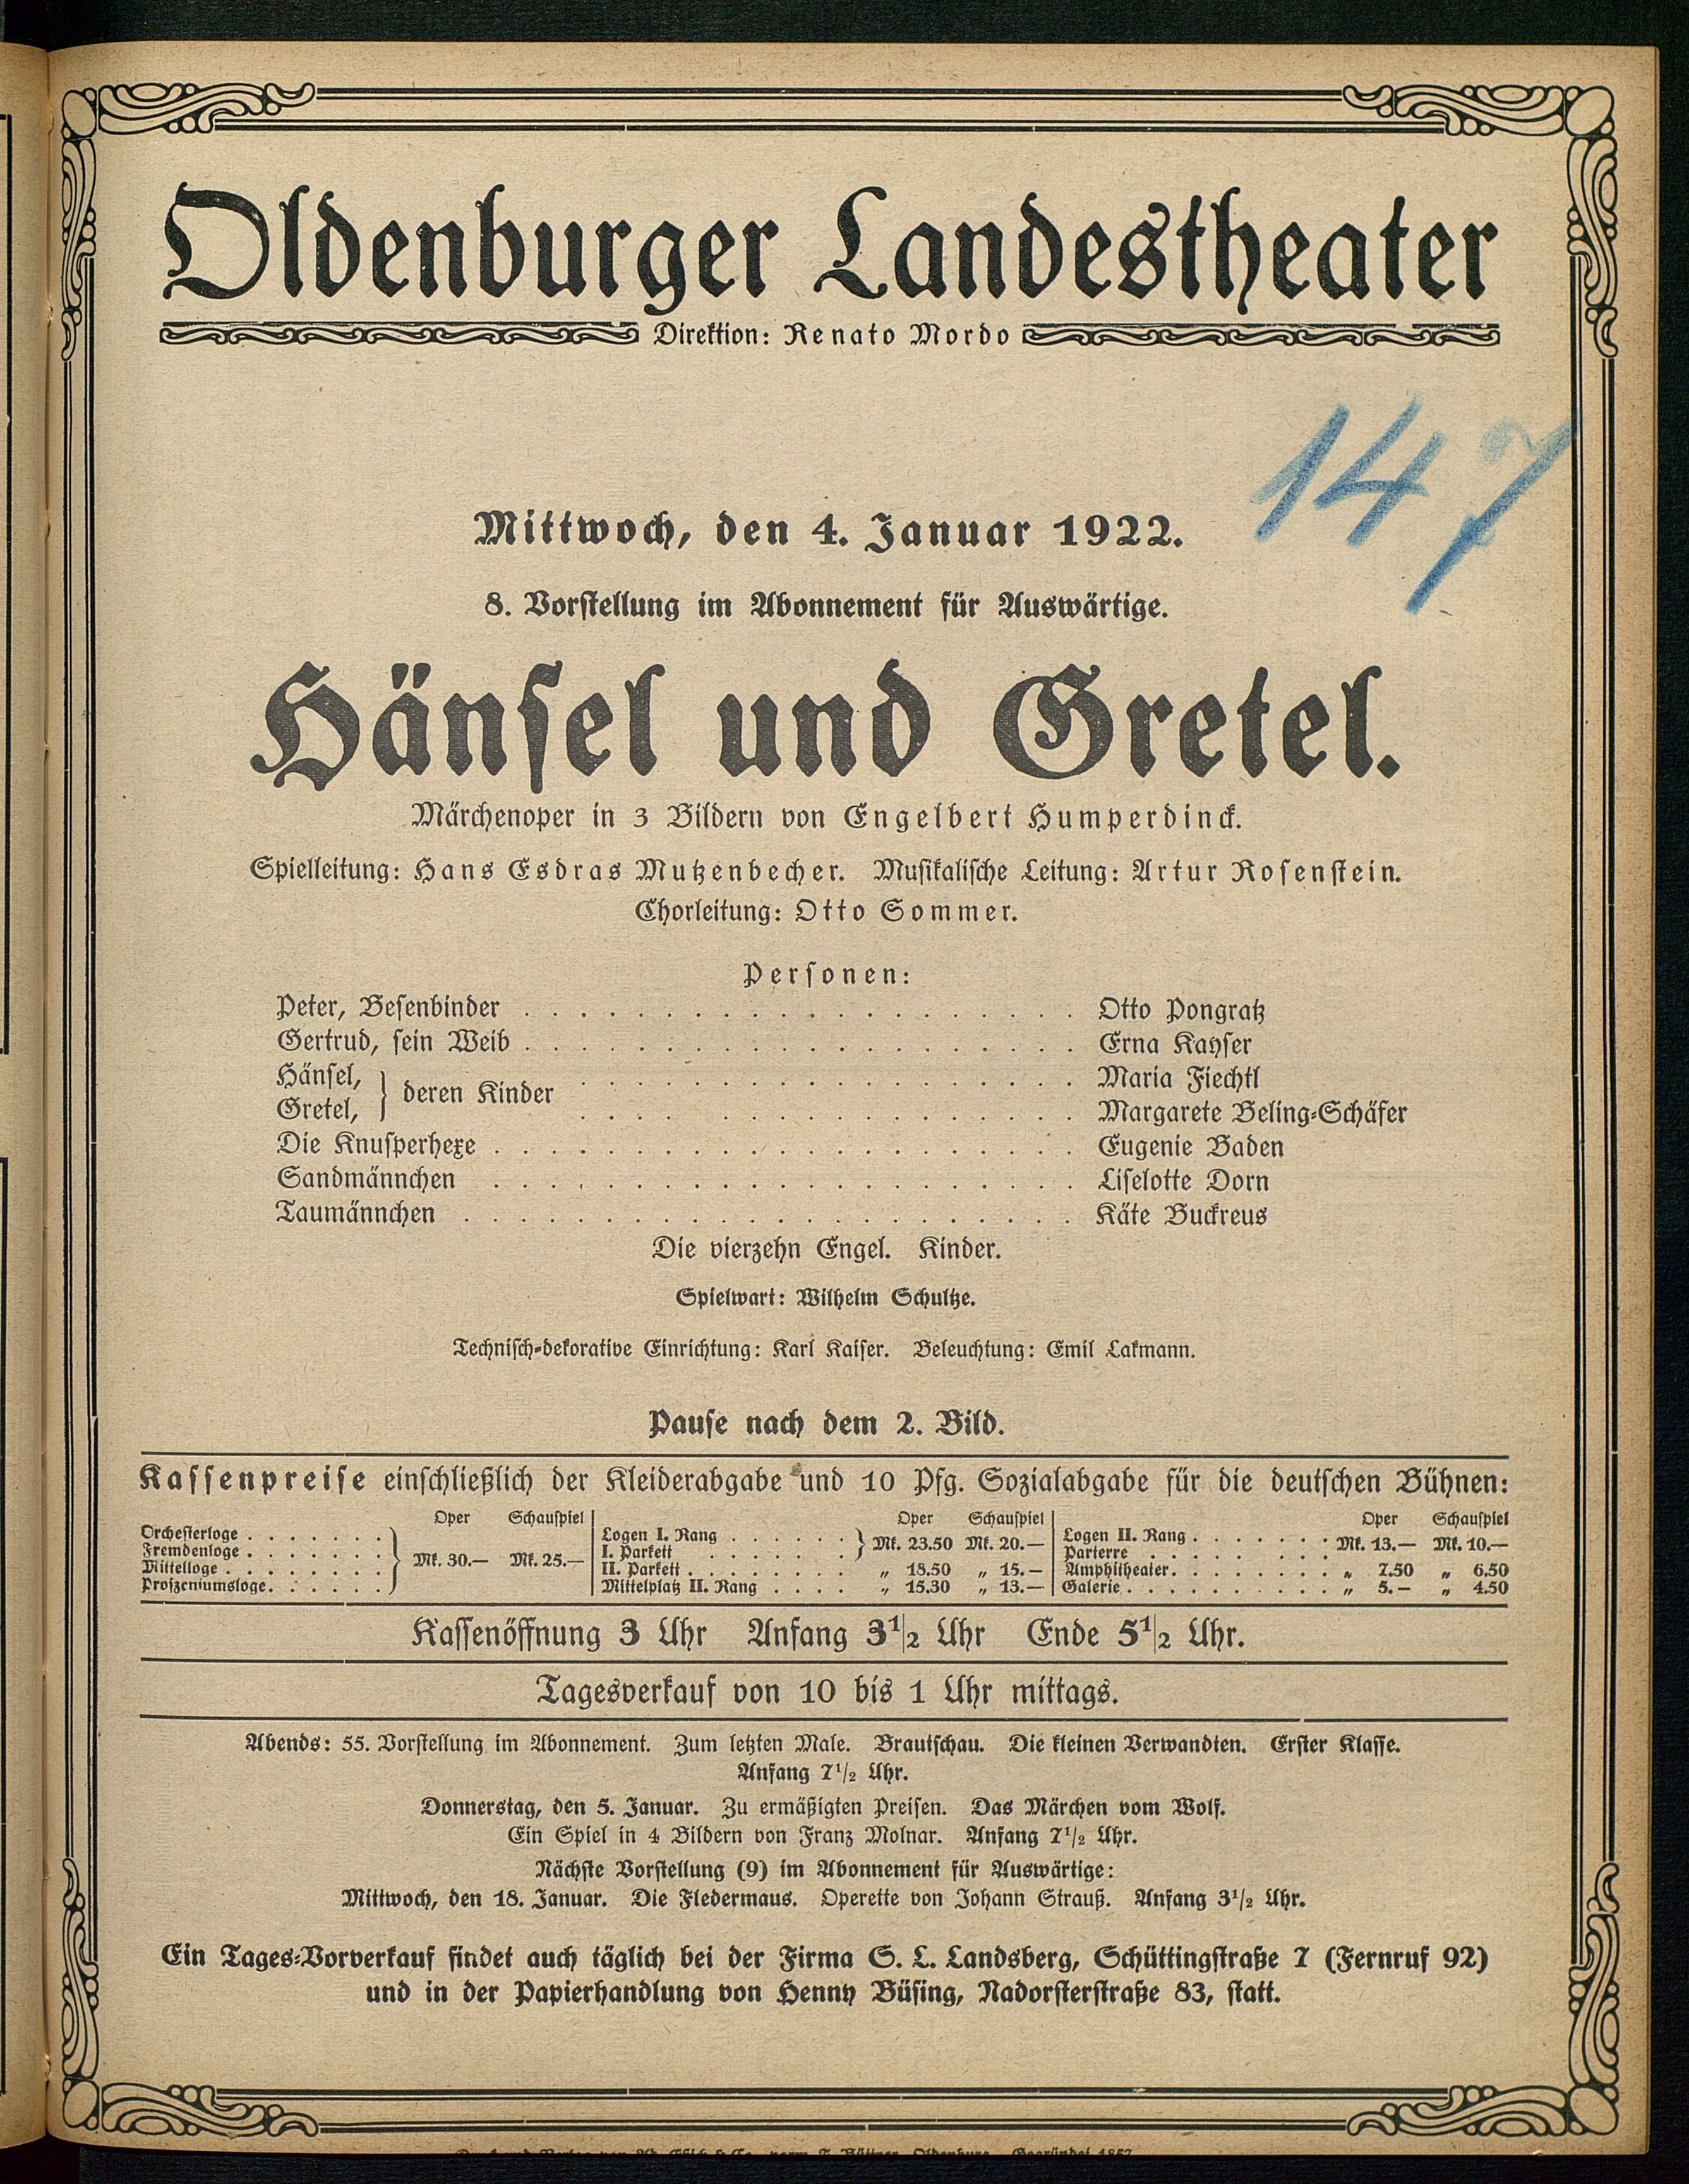 Oldenburger Landestheater
Direktion: Renato Mordo
147
Mittwoch, den 4. Januar 1922.
8. Vorstellung im Abonnement für Auswärtige.
Hänsel und Gretel.
Märchenoper in 3 Bildern von Engelbert Humperdinck.
Spielleitung: Hans Esdras Mutzenbecher. Musikalische Leitung: Artur Rosenstein.
Chorleitung: Otto Sommer.
Personen:
Peter, Besenbinder . . . . . Otto Pongratz
Gertrud, sein Weib . . . . . Erna Kayser
Hänsel, } deren Kinder . . . . . Maria Fiechtl
Gretel, } . . . . . Margarete Beling-Schäfer
Die Knusperhexe . . . . . Eugenie Baden
Sandmännchen . . . . . Liselotte Dorn
Taumännchen . . . . . Käte Buckreus
Die vierzehn Engel. Kinder.
Spielwart: Wilhelm Schultze.
Technisch-dekorative Einrichtung: Karl Kaiser. Beleuchtung: Emil Lakmann.
Pause nach dem 2. Bild.
Kassenpreise einschließlich der Kleiderabgabe und 10 Pfg. Sozialabgabe für die deutschen Bühnen:
Oper Schauspiel
Orchesterloge . . . . .
Fremdenloge . . . . .
Mittelloge . . . . .
Proszeniumsloge . . . . .
} Mk. 30.— Mk. 25.—
Oper Schauspiel
Logen I. Rang . . . . .
I. Parkett . . . . .
} Mk. 23.50 Mk. 20.—
II. Parkett . . . . . „ 18.50 „ 15.—
Mittelplatz II. Rang . . . . „ 15.30 „ 13.—
Oper Schauspiel
Logen II. Rang . . . . . Mk. 13.— Mk. 10.—
Parterre . . . . .
Amphitheater . . . . . „ 7.50 „ 6.50
Galerie . . . . . „ 5.— „ 4.50
Kassenöffnung 3 Uhr Anfang 3 1/2 Uhr Ende 5 1/2 Uhr.
Tagesverkauf von 10 bis 1 Uhr mittags.
Abends: 55. Vorstellung im Abonnement. Zum letzten Male. Brautschau. Die kleinen Verwandten. Erster Klasse.
Anfang 7 1/2 Uhr.
Donnerstag, den 5. Januar. Zu ermäßigten Preisen. Das Märchen vom Wolf.
Ein Spiel in 4 Bildern von Franz Molnar. Anfang 7 1/2 Uhr.
Nächste Vorstellung (9) im Abonnement für Auswärtige:
Mittwoch, den 18. Januar. Die Fledermaus. Operette von Johann Strauß. Anfang 3 1/2 Uhr.
Ein Tages-Vorverkauf findet auch täglich bei der Firma S. L. Landsberg, Schüttingstraße 7 (Fernruf 92)
und in der Papierhandlung von Henny Büsing, Nadorsterstraße 83, statt.